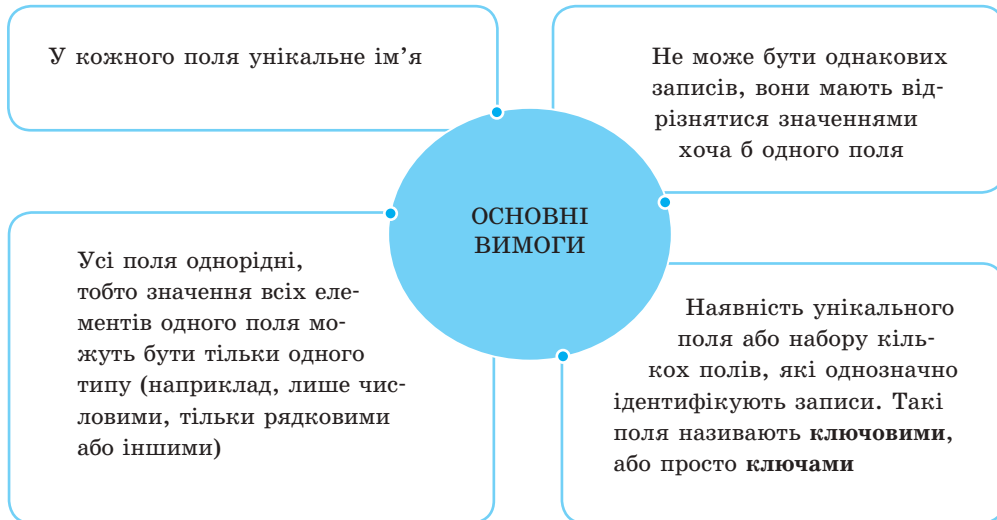 У кожного поля унікальне ім’я
Не може бути однакових
записів, вони мають від-
різнятися значеннями
хоча б одного поля
ОСНОВНІ
ВИМОГИ
Усі поля однорідні,
тобто значення всіх еле-
ментів одного поля мо-
жуть бути тільки одного
типу (наприклад, лише чис-
ловими, тільки рядковими
або іншими)
Наявність унікального
поля або набору кіль-
кох полів, які однозначно
ідентифікують записи. Такі
поля називають ключовими,
або просто ключами